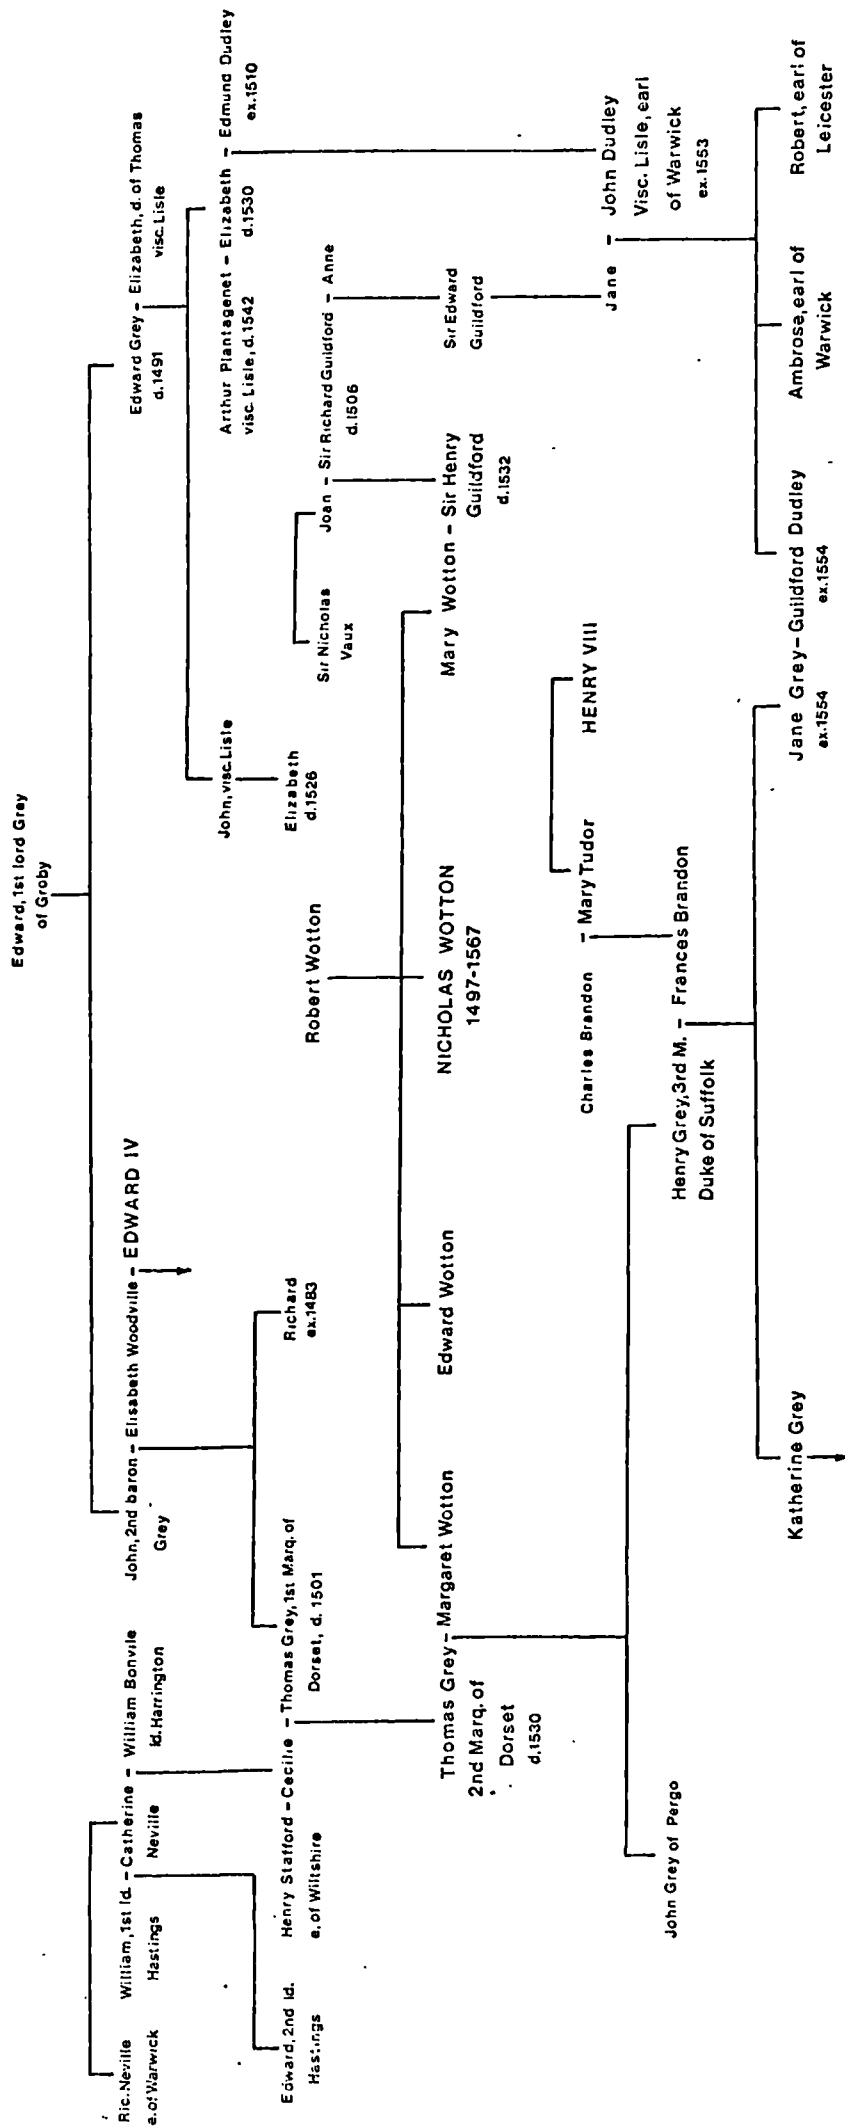 Edward, 1st lord Grey
of Groby
Ric. Neville
e. of Warwick
William, 1st ld. – Catherine – William Bonvile
Hastings
Neville
ld. Harrington
John, 2nd baron – Elisabeth Woodville – EDWARD IV
Grey
Edward Grey – Elizabeth, d. of Thomas
d.1491
visc. Lisle
John, visc. Lisle
Arthur Plantagenet – Elizabeth – Edmund Dudley
visc. Lisle, d.1542
d.1530
ex.1510
Edward, 2nd ld.
Hastings
Henry Stafford – Cecilie – Thomas Grey, 1st Marq. of
e. of Wiltshire
Dorset, d. 1501
Richard
ex.1483
Elizabeth
d.1526
Robert Wotton
Sir Nicholas
Vaux
Joan – Sir Richard Guildford – Anne
d.1506
Thomas Grey – Margaret Wotton
2nd Marq. of
Dorset
d.1530
Edward Wotton
NICHOLAS WOTTON
1497-1567
Mary Wotton – Sir Henry
Guildford
d.1532
Sir Edward
Guildford
Charles Brandon – Mary Tudor
HENRY VIII
Jane – John Dudley
Visc. Lisle, earl
of Warwick
ex.1553
John Grey of Pergo
Henry Grey, 3rd M. – Frances Brandon
Duke of Suffolk
Katherine Grey
Jane Grey – Guildford Dudley
ex.1554
ex.1554
Ambrose, earl of
Warwick
Robert, earl of
Leicester